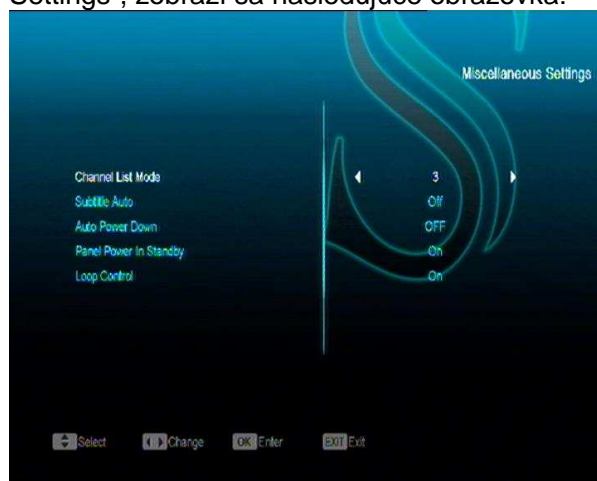 Settings", zobrazí sa nasledujúcs obrazovka:
Miscellaneous Settings
Channel List Mode 3
Subtitle Auto Off
Auto Power Down OFF
Panel Power In Standby On
Loop Control On
Select Change OK Enter EXIT Exit